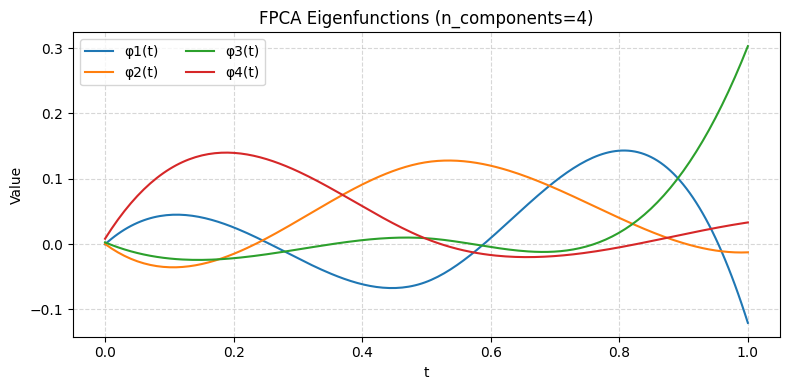 FPCA Eigenfunctions (n_components=4)
φ1(t)
φ2(t)
φ3(t)
φ4(t)
Value
0.3
0.2
0.1
0.0
−0.1
0.0 0.2 0.4 0.6 0.8 1.0
t